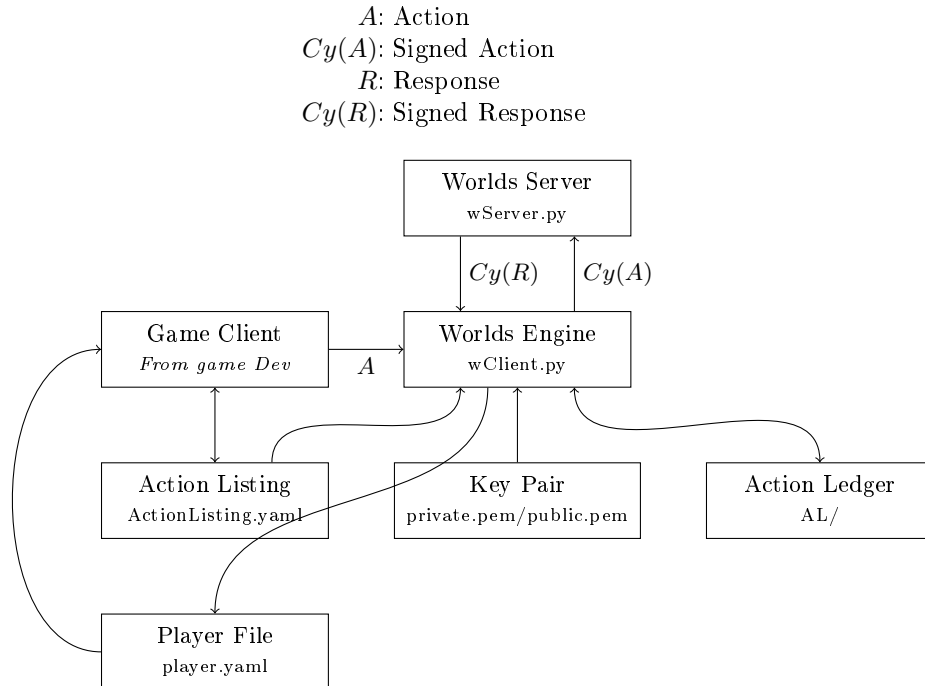 A: Action
Cy(A): Signed Action
R: Response
Cy(R): Signed Response
Worlds Server
wServer.py
Cy(R)
Cy(A)
Game Client
From game Dev
A
Worlds Engine
wClient.py
Action Listing
ActionListing.yaml
Key Pair
private.pem/public.pem
Action Ledger
AL/
Player File
player.yaml